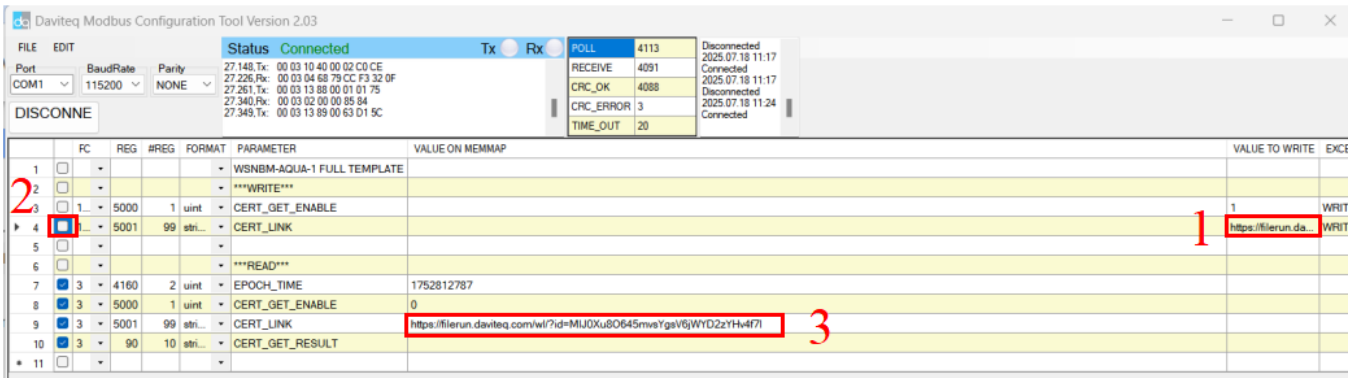 Daviteq Modbus Configuration Tool Version 2.03
FILE EDIT
Port BaudRate Parity
COM1 115200 NONE
DISCONNE
Status Connected Tx Rx
27.148,Tx: 00 03 10 40 00 02 C0 CE
27.226,Rx: 00 03 04 68 79 CC F3 32 0F
27.261,Tx: 00 03 13 88 00 01 01 75
27.340,Rx: 00 03 02 00 00 85 84
27.349,Tx: 00 03 13 89 00 63 D1 5C
POLL 4113
RECEIVE 4091
CRC_OK 4088
CRC_ERROR 3
TIME_OUT 20
Disconnected
2025.07.18 11:17
Connected
2025.07.18 11:17
Disconnected
2025.07.18 11:24
Connected
FC REG #REG FORMAT PARAMETER VALUE ON MEMMAP VALUE TO WRITE EXCE
1 WSNBM-AQUA-1 FULL TEMPLATE
2 ***WRITE***
2
3 1... 5000 1 uint CERT_GET_ENABLE 1 WRIT
4 1... 5001 99 stri... CERT_LINK https://filerun.da... WRIT
1
5
6 ***READ***
7 3 4160 2 uint EPOCH_TIME 1752812787
8 3 5000 1 uint CERT_GET_ENABLE 0
9 3 5001 99 stri... CERT_LINK https://filerun.daviteq.com/wl/?id=MIJ0Xu8O645mvsYgsV6jWYD2zYHv4f7l
3
10 3 90 10 stri... CERT_GET_RESULT
* 11